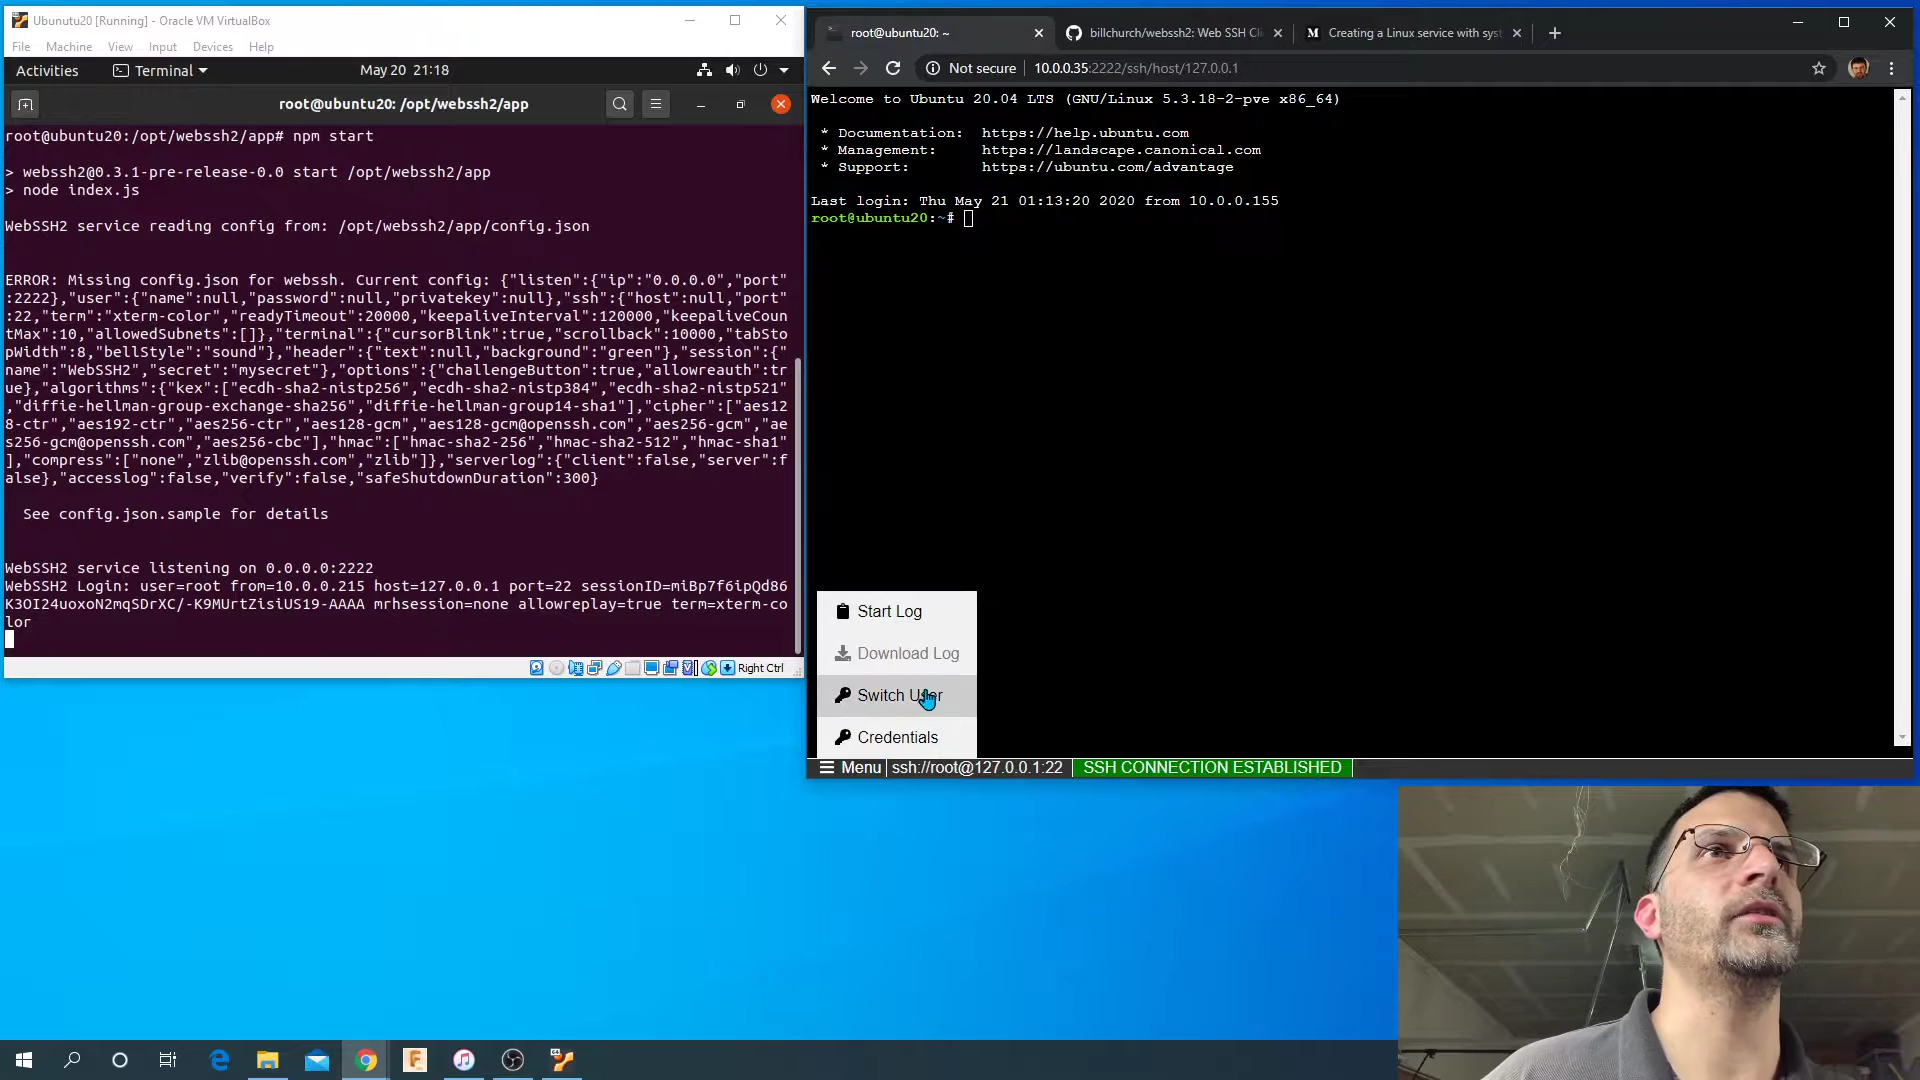 Ubunutu20 [Running] - Oracle VM VirtualBox
File Machine View Input Devices Help
Activities Terminal May 20 21:18
root@ubuntu20: /opt/webssh2/app
root@ubuntu20:/opt/webssh2/app# npm start
> webssh2@0.3.1-pre-release-0.0 start /opt/webssh2/app
> node index.js
WebSSH2 service reading config from: /opt/webssh2/app/config.json
ERROR: Missing config.json for webssh. Current config: {"listen":{"ip":"0.0.0.0","port"
:2222},"user":{"name":null,"password":null,"privatekey":null},"ssh":{"host":null,"port"
:22,"term":"xterm-color","readyTimeout":20000,"keepaliveInterval":120000,"keepaliveCou
ntMax":10,"allowedSubnets":[]},"terminal":{"cursorBlink":true,"scrollback":10000,"tabSto
pWidth":8,"bellStyle":"sound"},"header":{"text":null,"background":"green"},"session":{"
name":"WebSSH2","secret":"mysecret"},"options":{"challengeButton":true,"allowreauth":tr
ue},"algorithms":{"kex":["ecdh-sha2-nistp256","ecdh-sha2-nistp384","ecdh-sha2-nistp521"
,"diffie-hellman-group-exchange-sha256","diffie-hellman-group14-sha1"],"cipher":["aes12
8-ctr","aes192-ctr","aes256-ctr","aes128-gcm","aes128-gcm@openssh.com","aes256-gcm","ae
s256-gcm@openssh.com","aes256-cbc"],"hmac":["hmac-sha2-256","hmac-sha2-512","hmac-sha1"
],"compress":["none","zlib@openssh.com","zlib"]},"serverlog":{"client":false,"server":f
alse},"accesslog":false,"verify":false,"safeShutdownDuration":300}
See config.json.sample for details
WebSSH2 service listening on 0.0.0.0:2222
WebSSH2 Login: user=root from=10.0.0.215 host=127.0.0.1 port=22 sessionID=miBp7f6ipQd86
K3OI24uoxoN2mqSDrXC/-K9MUrtZisiUS19-AAAA mrhsession=none allowreplay=true term=xterm-co
lor
Right Ctrl
root@ubuntu20: ~
billchurch/webssh2: Web SSH Cli
M Creating a Linux service with syst
Not secure 10.0.0.35:2222/ssh/host/127.0.0.1
Welcome to Ubuntu 20.04 LTS (GNU/Linux 5.3.18-2-pve x86_64)
* Documentation: https://help.ubuntu.com
* Management: https://landscape.canonical.com
* Support: https://ubuntu.com/advantage
Last login: Thu May 21 01:13:20 2020 from 10.0.0.155
root@ubuntu20:~#
Start Log
Download Log
Switch User
Credentials
Menu ssh://root@127.0.0.1:22 SSH CONNECTION ESTABLISHED